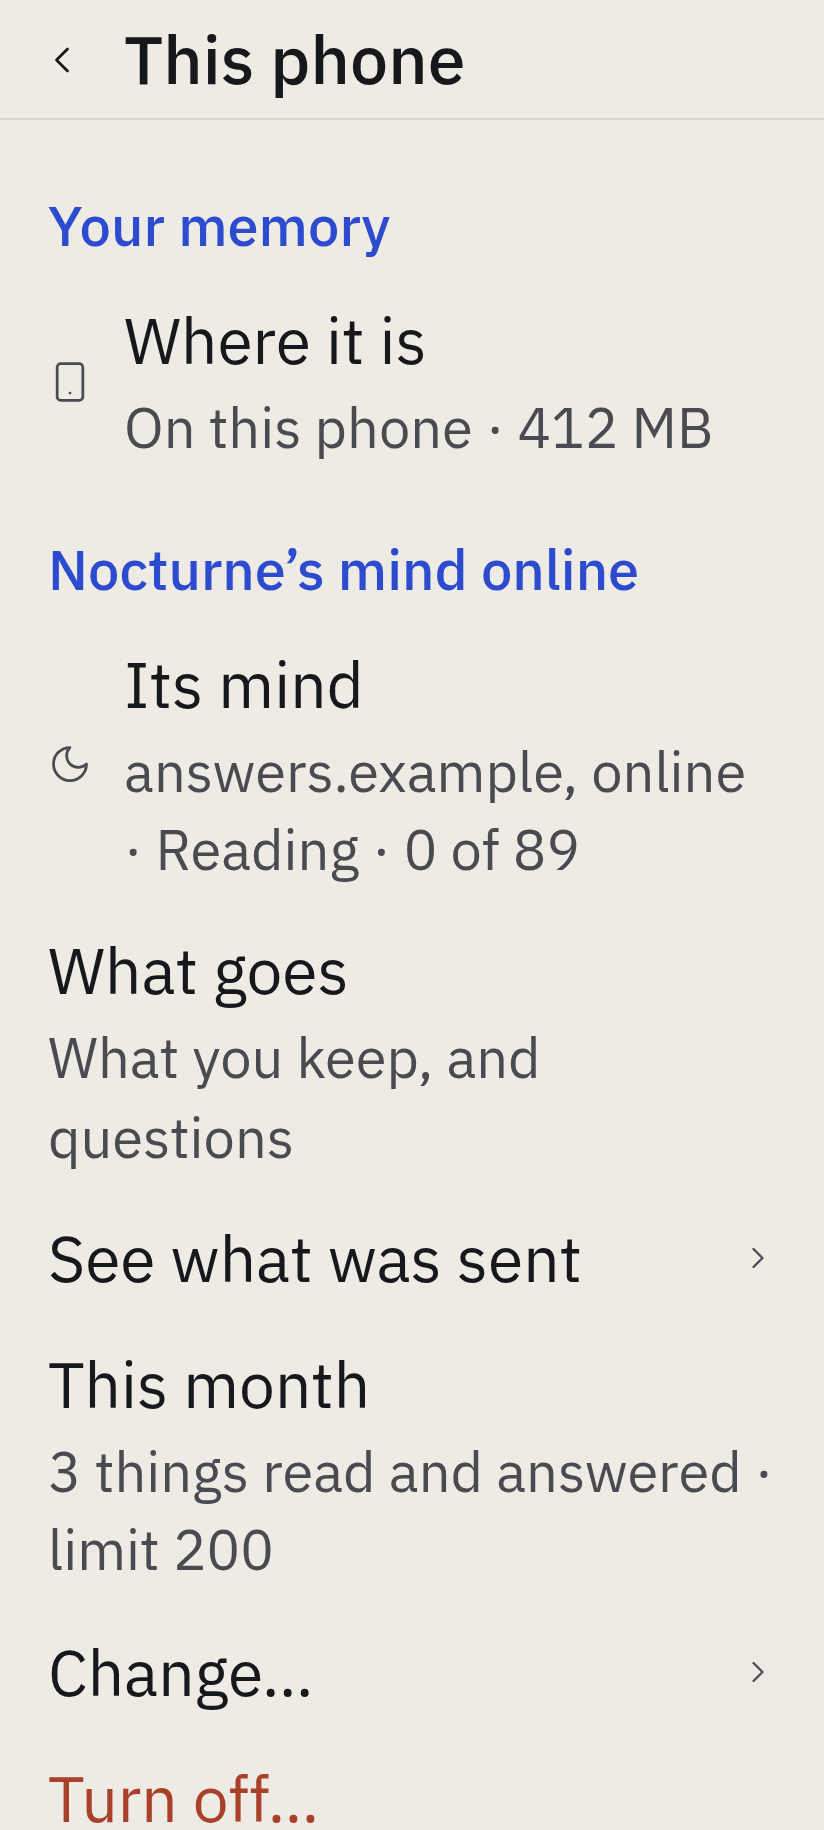 This phone
Your memory
Where it is
On this phone · 412 MB
Nocturne’s mind online
Its mind
answers.example, online
· Reading · 0 of 89
What goes
What you keep, and
questions
See what was sent
This month
3 things read and answered ·
limit 200
Change…
Turn off…